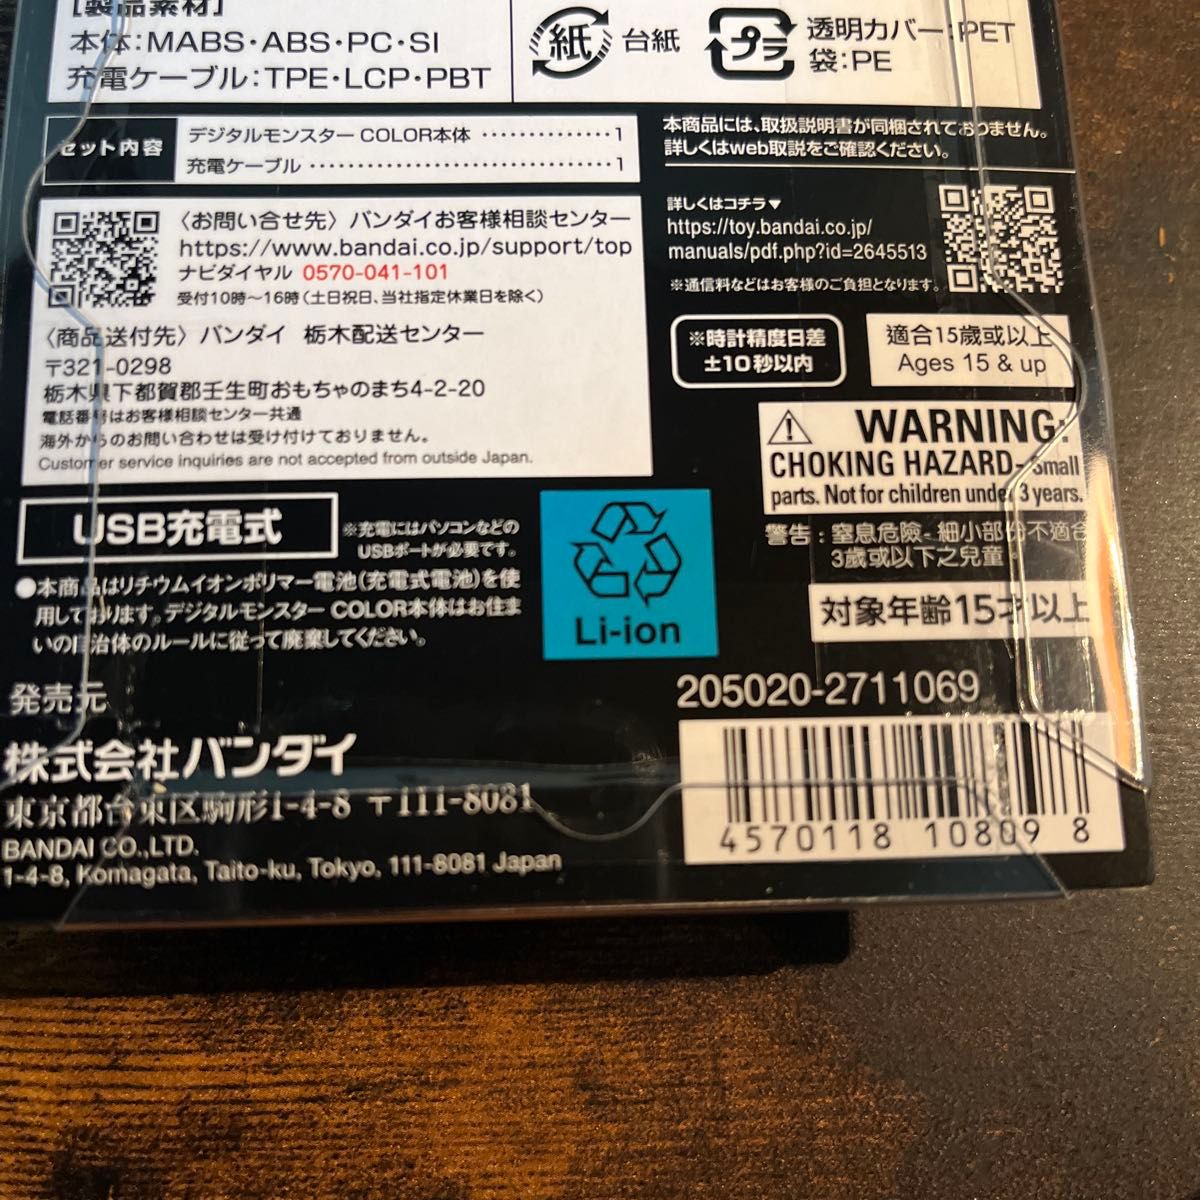 [製品素材]
本体:MABS・ABS・PC・SI
充電ケーブル:TPE・LCP・PBT
紙 台紙
プラ 透明カバー:PET
袋:PE
セット内容
デジタルモンスター COLOR本体 ・・・・・・・・・・・・・・1
充電ケーブル ・・・・・・・・・・・・・・・・・・・・・・・・・・・・・・1
本商品には、取扱説明書が同梱されておりません。
詳しくはweb取説をご確認ください。
詳しくはコチラ▼
https://toy.bandai.co.jp/
manuals/pdf.php?id=2645513
※通信料などはお客様のご負担となります。
〈お問い合せ先〉バンダイお客様相談センター
https://www.bandai.co.jp/support/top
ナビダイヤル 0570-041-101
受付10時〜16時(土日祝日、当社指定休業日を除く)
〈商品送付先〉バンダイ 栃木配送センター
〒321-0298
栃木県下都賀郡壬生町おもちゃのまち4-2-20
電話番号はお客様相談センター共通
海外からのお問い合わせは受け付けておりません。
Customer service inquiries are not accepted from outside Japan.
※時計精度日差
±10秒以内
適合15歲或以上
Ages 15 & up
WARNING:
CHOKING HAZARD-Small
parts. Not for children under 3 years.
警告:窒息危險-細小部份不適合
3歲或以下之兒童
対象年齢15才以上
USB充電式
※充電にはパソコンなどの
USBポートが必要です。
●本商品はリチウムイオンポリマー電池(充電式電池)を使
用しております。デジタルモンスター COLOR本体はお住ま
いの自治体のルールに従って廃棄してください。
Li-ion
発売元
株式会社バンダイ
東京都台東区駒形1-4-8 〒111-8081
BANDAI CO.,LTD.
1-4-8, Komagata, Taito-ku, Tokyo, 111-8081 Japan
205020-2711069
4570118 10809 8